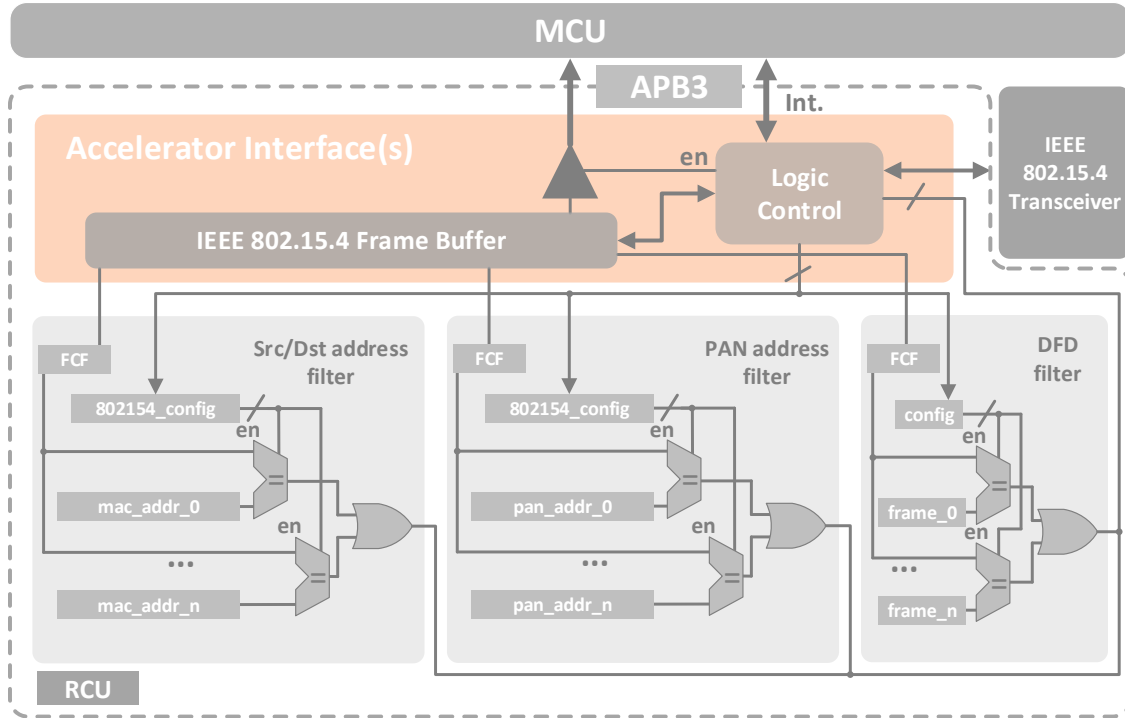 MCU
APB3
Int.
IEEE
802.15.4
Transceiver
Accelerator Interface(s)
en
Logic
Control
IEEE 802.15.4 Frame Buffer
FCF
Src/Dst address
filter
802154_config
en
=
mac_addr_0
en
...
=
mac_addr_n
FCF
PAN address
filter
802154_config
en
=
pan_addr_0
en
...
=
pan_addr_n
FCF
DFD
filter
config
en
=
frame_0
en
...
=
frame_n
RCU